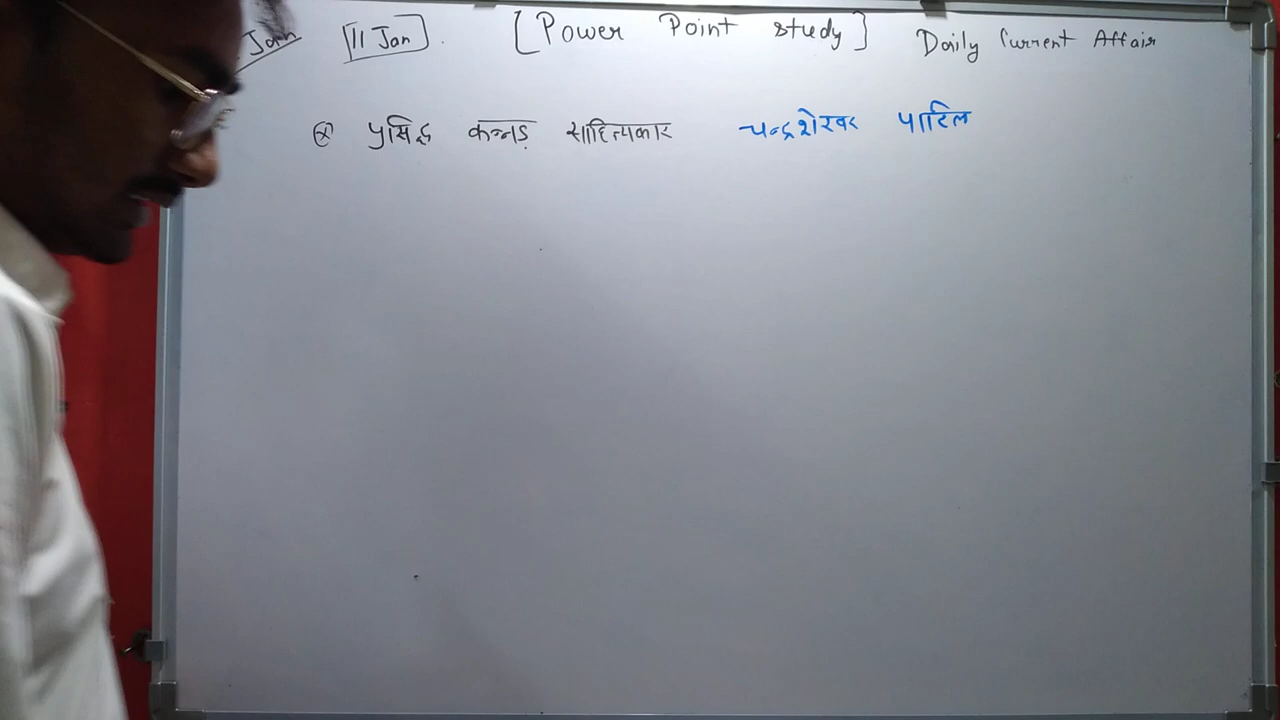 Jan [11 Jan]. [Power Point study] Daily Current Affair
प्रसिद्ध कन्नड़ साहित्यकार चन्द्रशेखर पाटिल